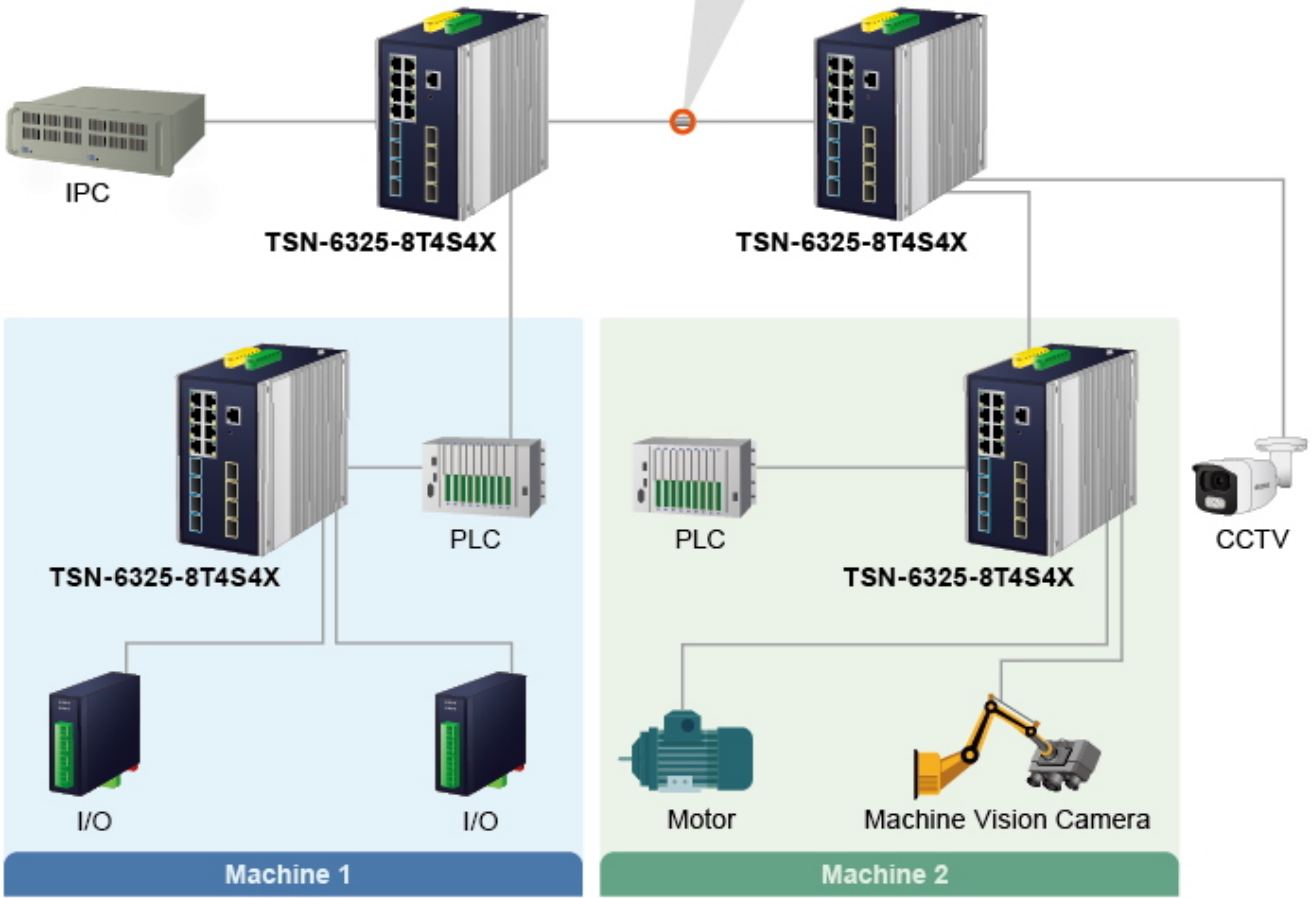 IPC
TSN-6325-8T4S4X
TSN-6325-8T4S4X
PLC
PLC
CCTV
TSN-6325-8T4S4X
TSN-6325-8T4S4X
I/O
I/O
Motor
Machine Vision Camera
Machine 1
Machine 2